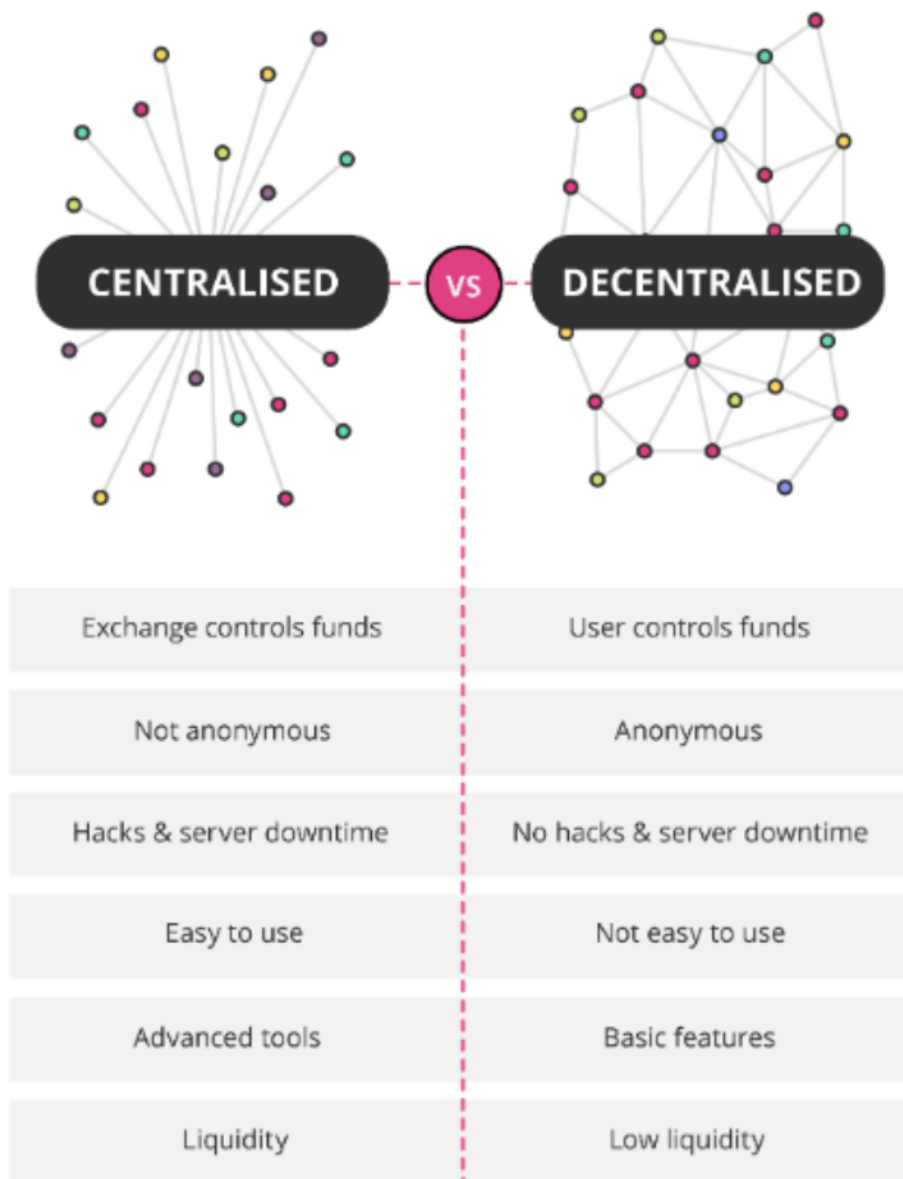 CENTRALISED VS DECENTRALISED
Exchange controls funds User controls funds
Not anonymous Anonymous
Hacks & server downtime No hacks & server downtime
Easy to use Not easy to use
Advanced tools Basic features
Liquidity Low liquidity